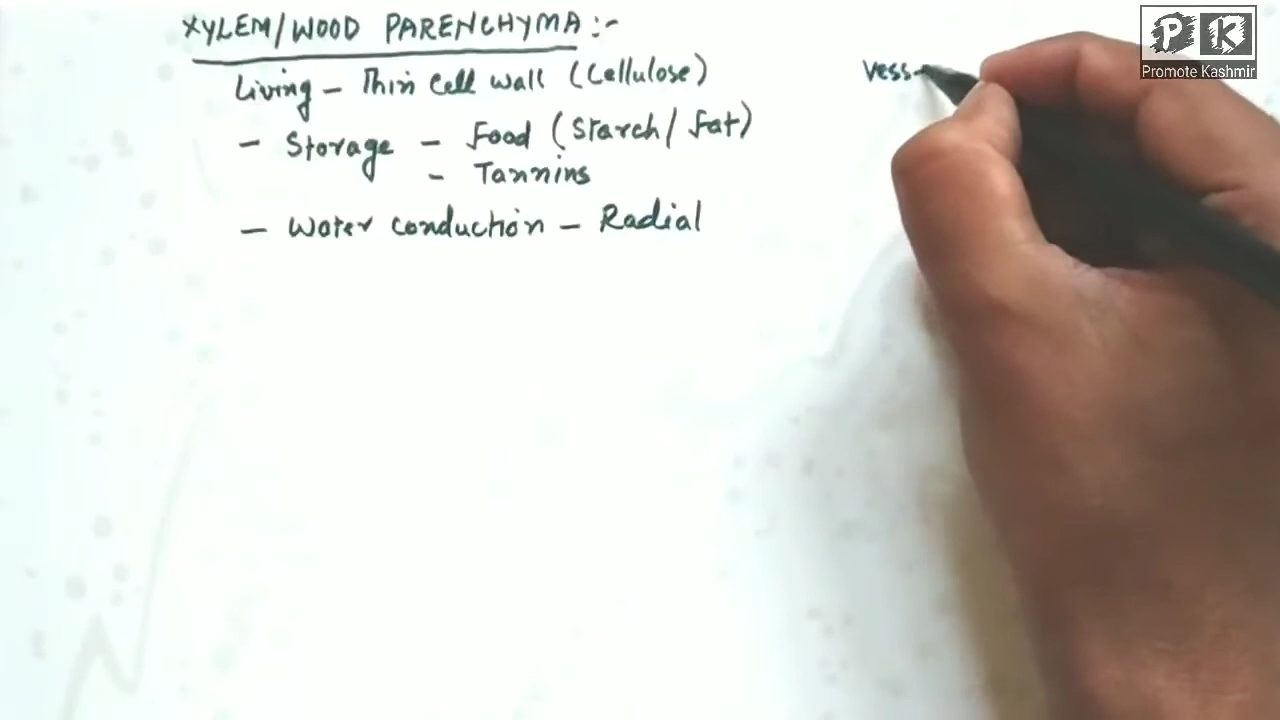 XYLEM/WOOD PARENCHYMA :-
Living - Thin Cell Wall (Cellulose)
- Storage - Food (Starch/Fat)
- Tannins
- Water conduction - Radial
Vess
PK
Promote Kashmir